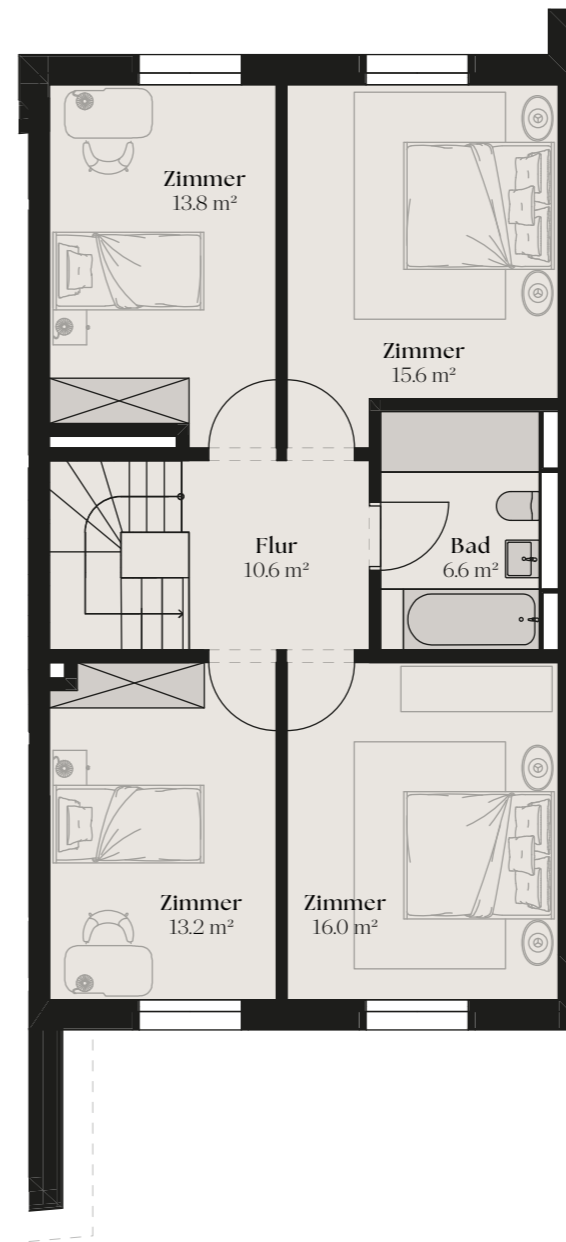 Zimmer
13.8 m²
Zimmer
15.6 m²
Flur
10.6 m²
Bad
6.6 m²
Zimmer
13.2 m²
Zimmer
16.0 m²